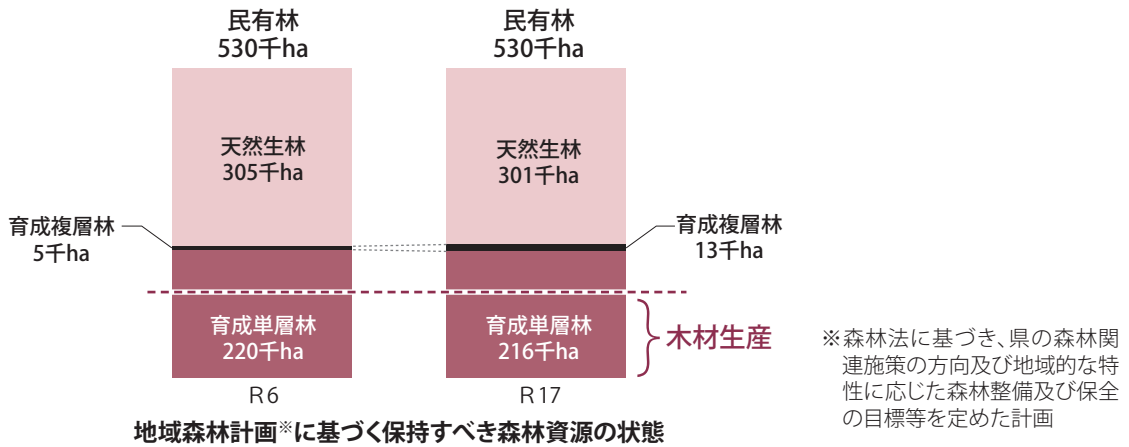 民有林
530千ha
民有林
530千ha
天然生林
305千ha
天然生林
301千ha
育成複層林
5千ha
育成複層林
13千ha
育成単層林
220千ha
育成単層林
216千ha
木材生産
R6
R17
地域森林計画※に基づく保持すべき森林資源の状態
※森林法に基づき、県の森林関
連施策の方向及び地域的な特
性に応じた森林整備及び保全
の目標等を定めた計画